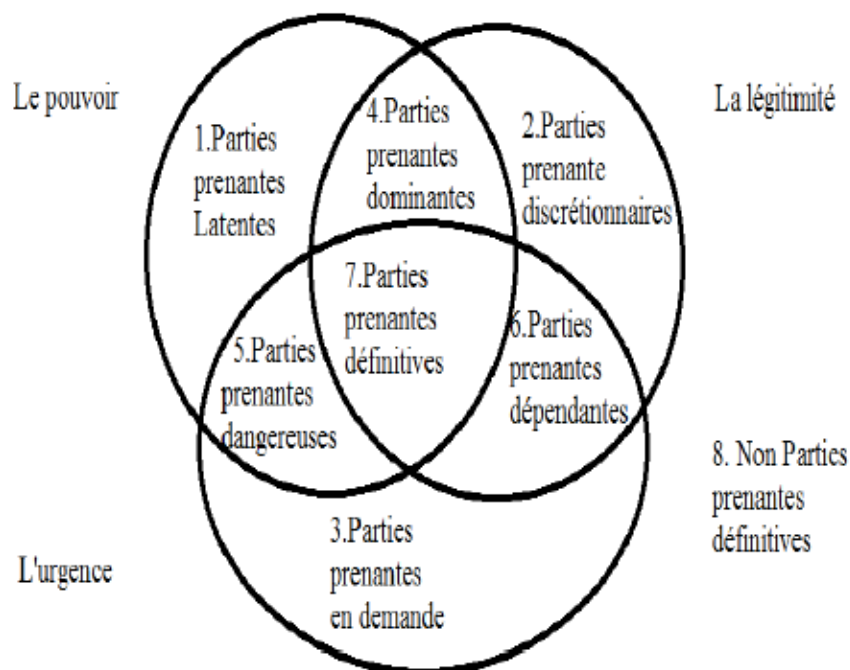 Le pouvoir
La légitimité
1.Parties
prenantes
Latentes
4.Parties
prenantes
dominantes
2.Parties
prenante
discrétionnaires
7.Parties
prenantes
définitives
5.Parties
prenantes
dangereuses
6.Parties
prenantes
dépendantes
8. Non Parties
prenantes
définitives
L'urgence
3.Parties
prenantes
en demande